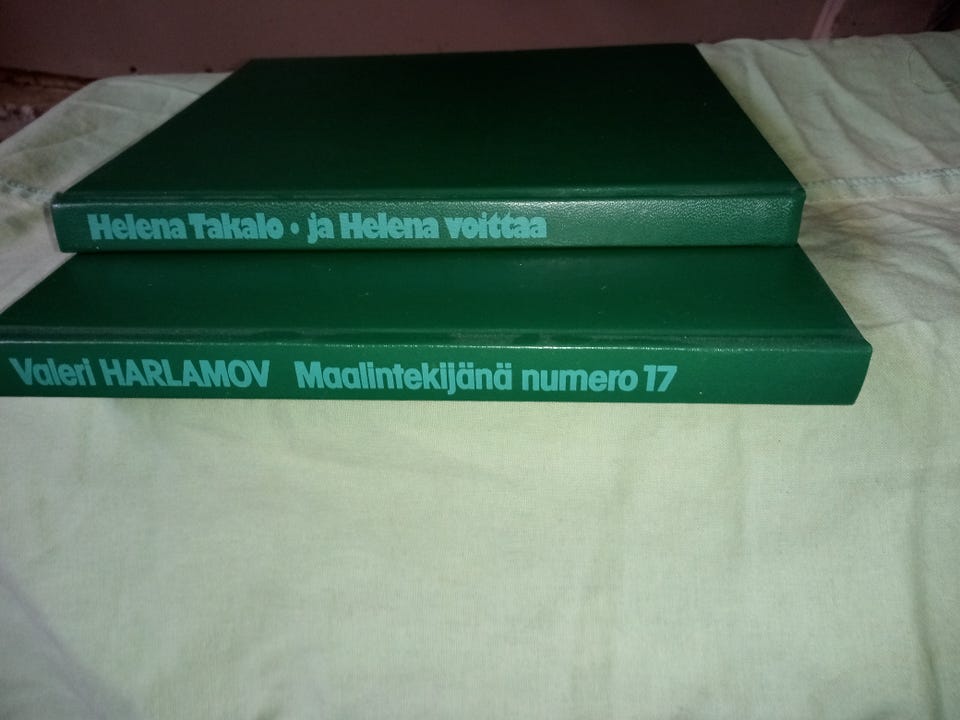 Helena Takalo • ja Helena voittaa
Valeri HARLAMOV Maalintekijänä numero 17